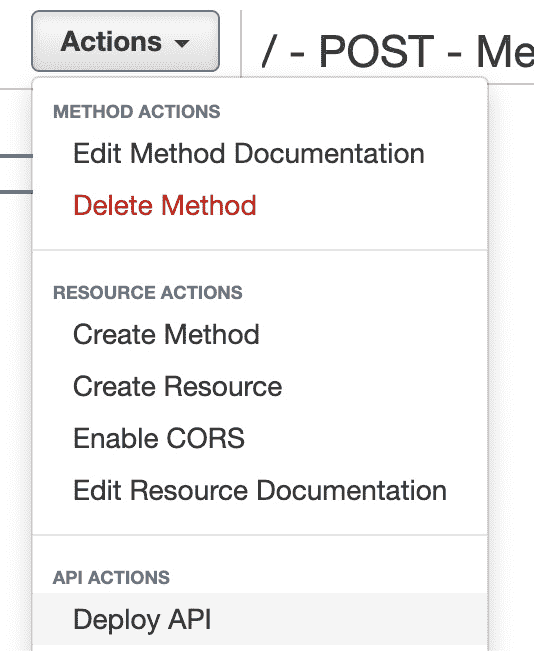 Actions
/ - POST - Me
METHOD ACTIONS
Edit Method Documentation
Delete Method
RESOURCE ACTIONS
Create Method
Create Resource
Enable CORS
Edit Resource Documentation
API ACTIONS
Deploy API